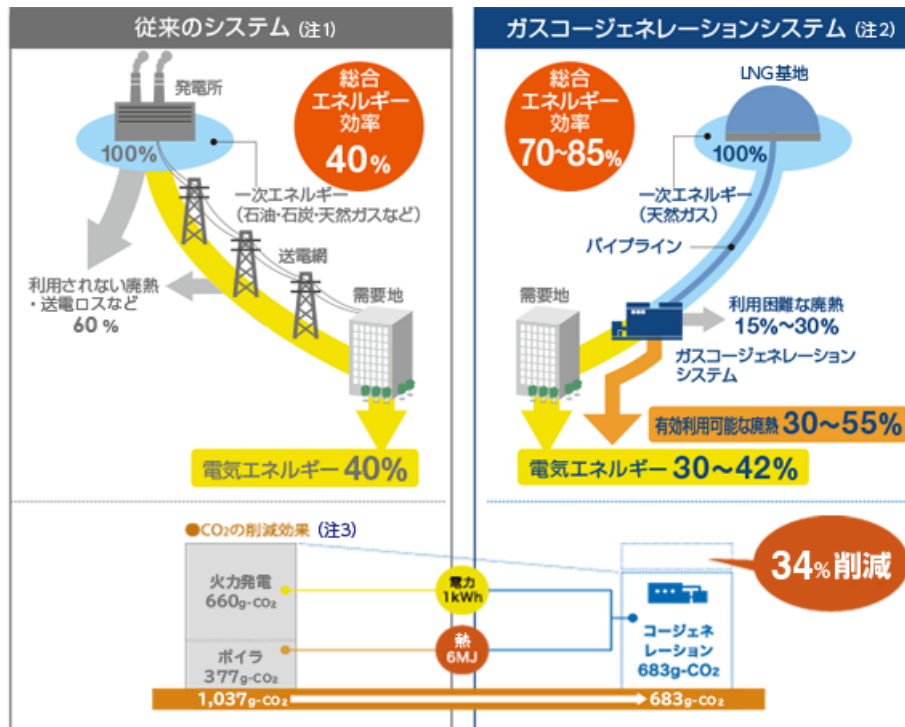 従来のシステム (注1)
発電所
総合
エネルギー
効率
40%
100%
一次エネルギー
(石油・石炭・天然ガスなど)
送電網
利用されない廃熱
・送電ロスなど
60%
需要地
電気エネルギー 40%
ガスコージェネレーションシステム (注2)
LNG基地
総合
エネルギー
効率
70~85%
100%
一次エネルギー
(天然ガス)
パイプライン
需要地
利用困難な廃熱
15%~30%
ガスコージェネレーション
システム
有効利用可能な廃熱 30~55%
電気エネルギー 30~42%
●CO₂の削減効果 (注3)
火力発電
660g-CO₂
ボイラ
377g-CO₂
1,037g-CO₂
電力
1kWh
熱
6MJ
34%削減
コージェネ
レーション
683g-CO₂
683g-CO₂